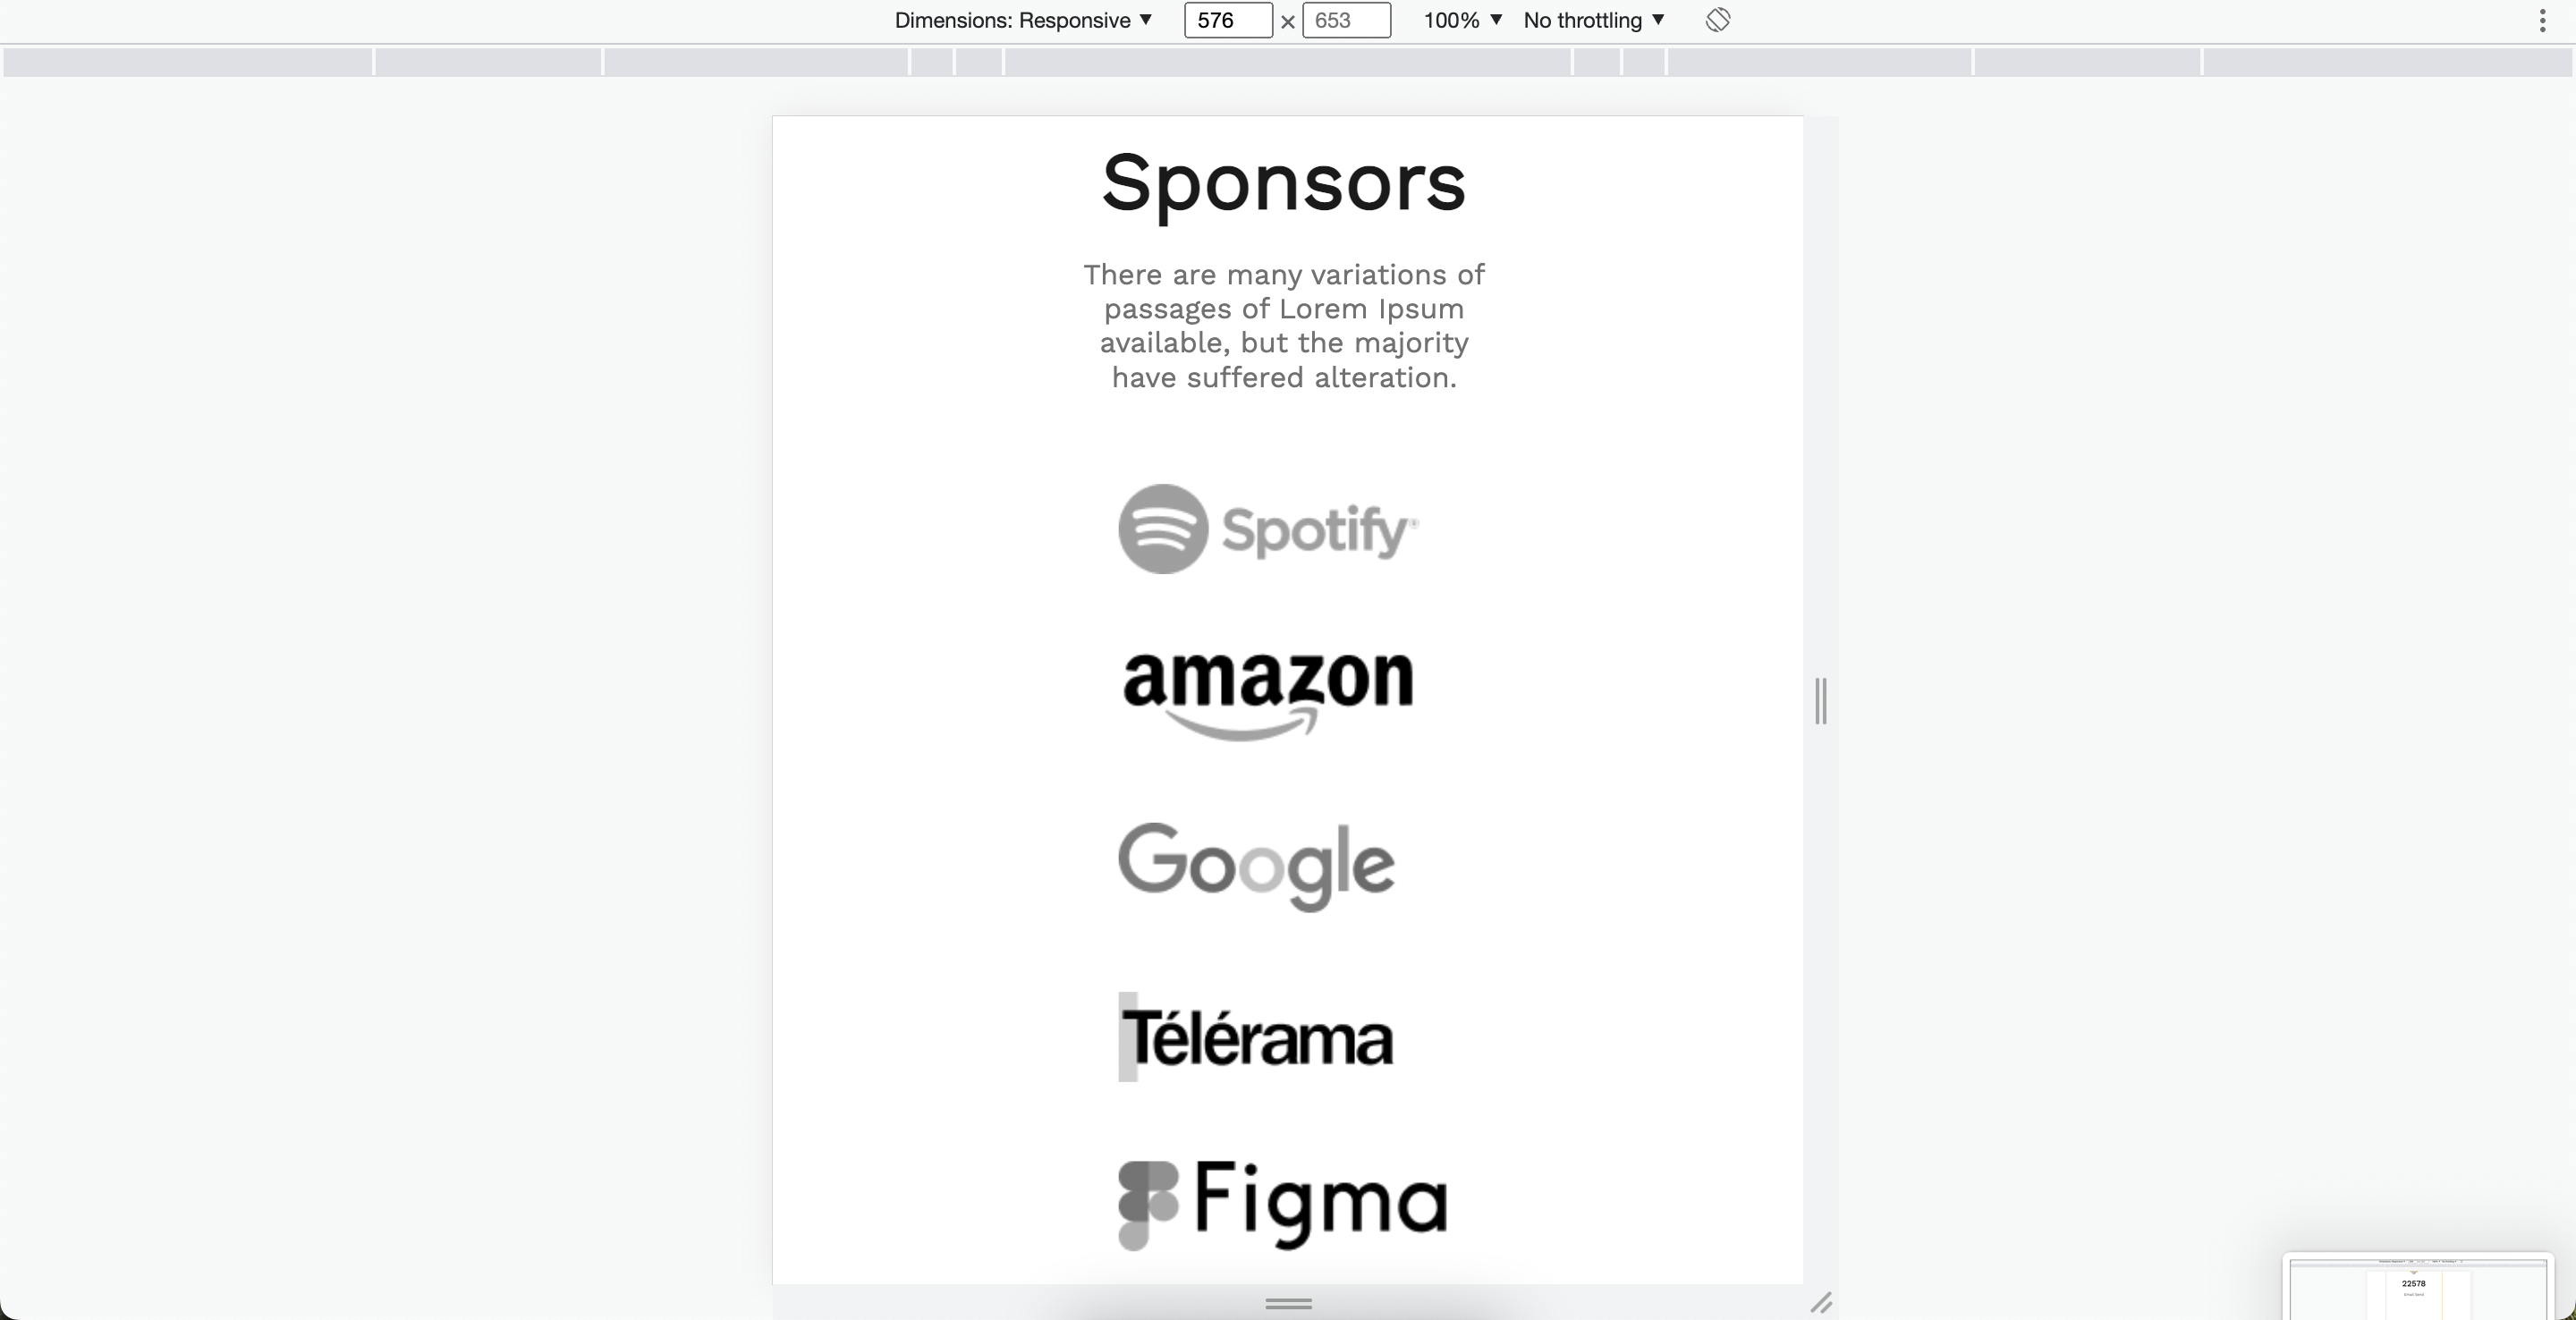 Dimensions: Responsive ▼ 576 × 653 100% ▼ No throttling ▼
Sponsors
There are many variations of
passages of Lorem Ipsum
available, but the majority
have suffered alteration.
Spotify®
amazon
Google
Télérama
Figma
22578